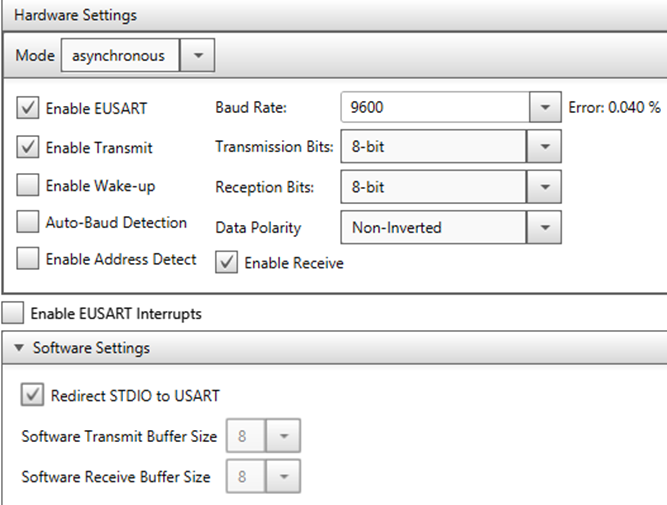 Hardware Settings
Mode asynchronous
Enable EUSART Baud Rate: 9600 Error: 0.040 %
Enable Transmit Transmission Bits: 8-bit
Enable Wake-up Reception Bits: 8-bit
Auto-Baud Detection Data Polarity Non-Inverted
Enable Address Detect Enable Receive
Enable EUSART Interrupts
Software Settings
Redirect STDIO to USART
Software Transmit Buffer Size 8
Software Receive Buffer Size 8